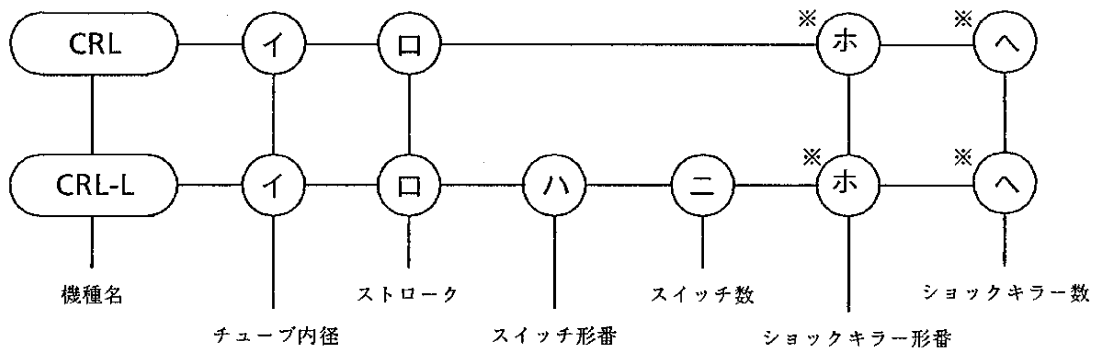 CRL イ ロ ※ホ ※ヘ
CRL-L イ ロ ハ ニ ※ホ ※ヘ
機種名 ストローク スイッチ数 ショックキラー数
チューブ内径 スイッチ形番 ショックキラー形番